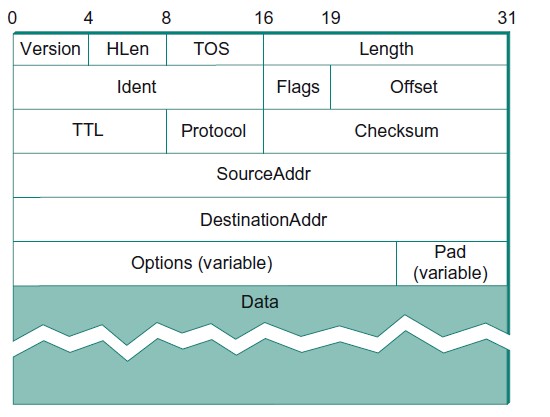 0 4 8 16 19 31
Version HLen TOS Length
Ident Flags Offset
TTL Protocol Checksum
SourceAddr
DestinationAddr
Options (variable) Pad
(variable)
Data